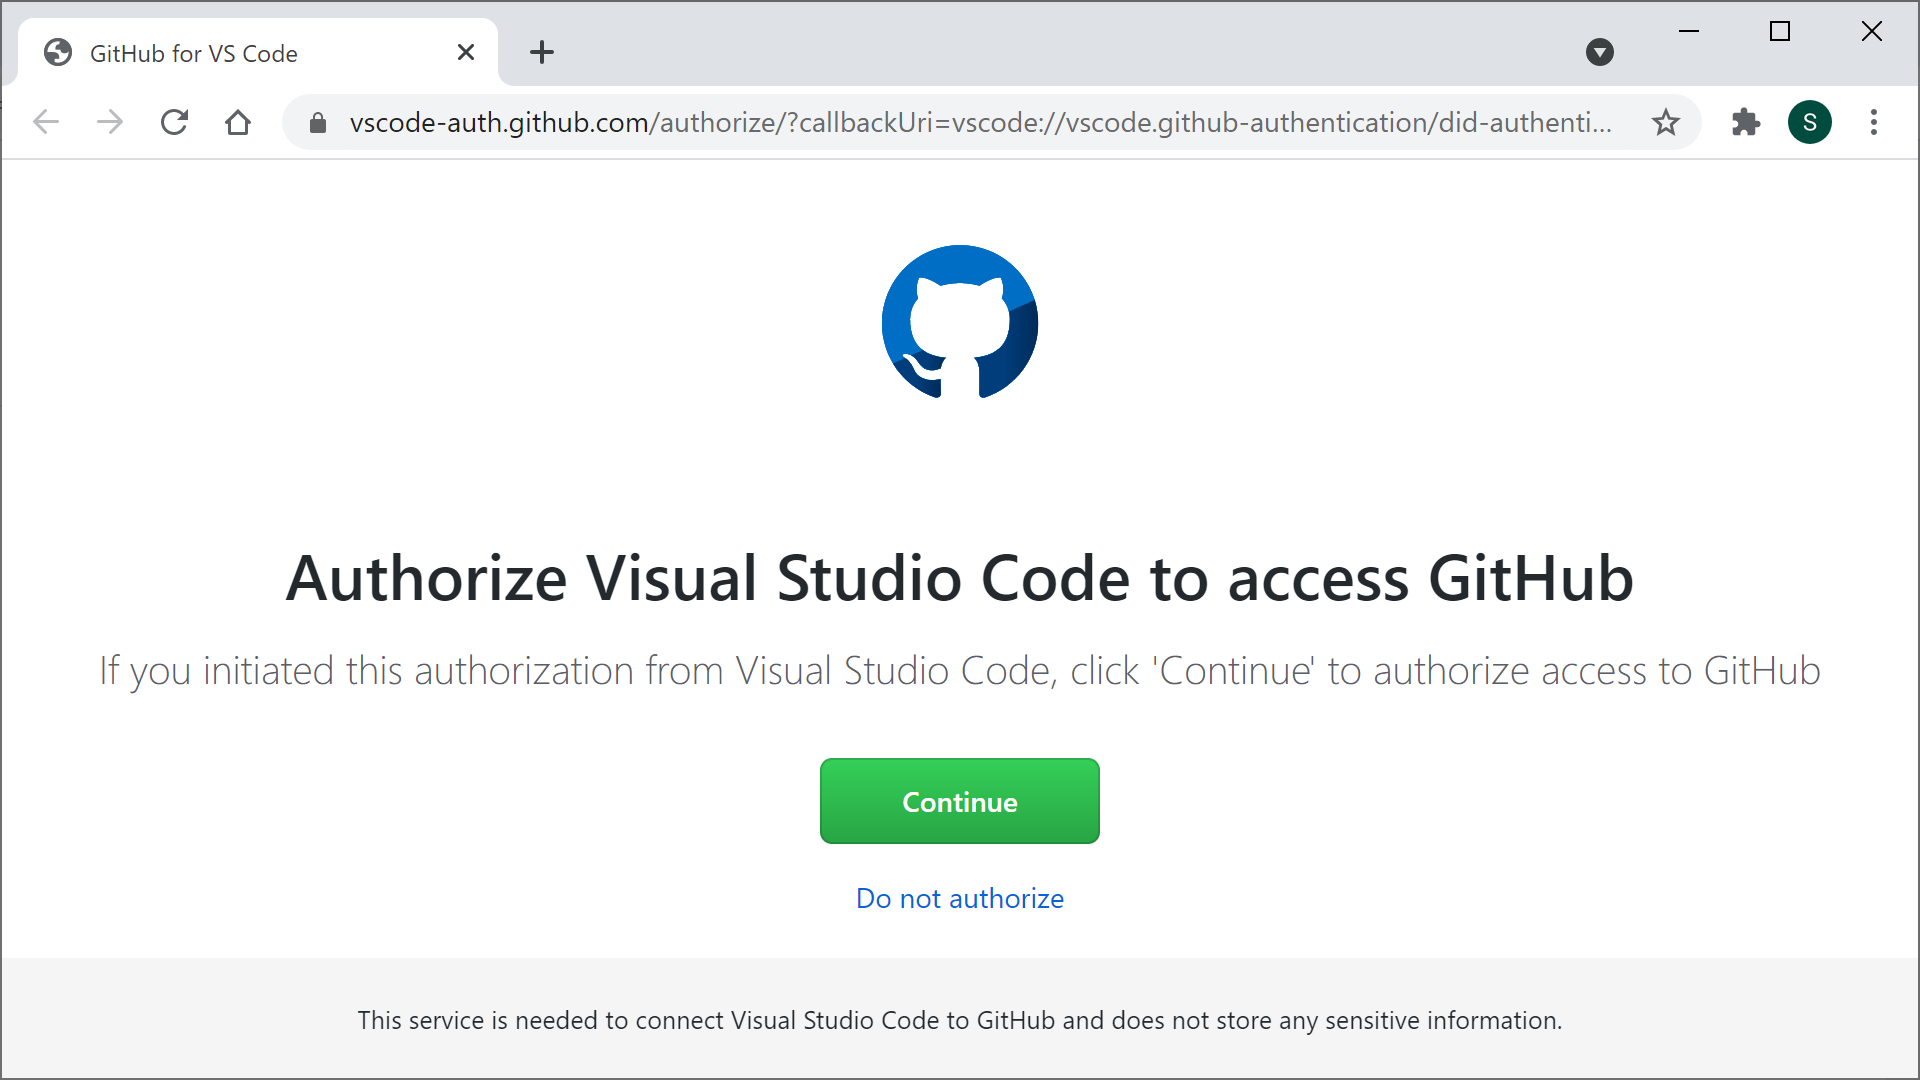 GitHub for VS Code
vscode-auth.github.com/authorize/?callbackUri=vscode://vscode.github-authentication/did-authenti...
S
Authorize Visual Studio Code to access GitHub
If you initiated this authorization from Visual Studio Code, click 'Continue' to authorize access to GitHub
Continue
Do not authorize
This service is needed to connect Visual Studio Code to GitHub and does not store any sensitive information.